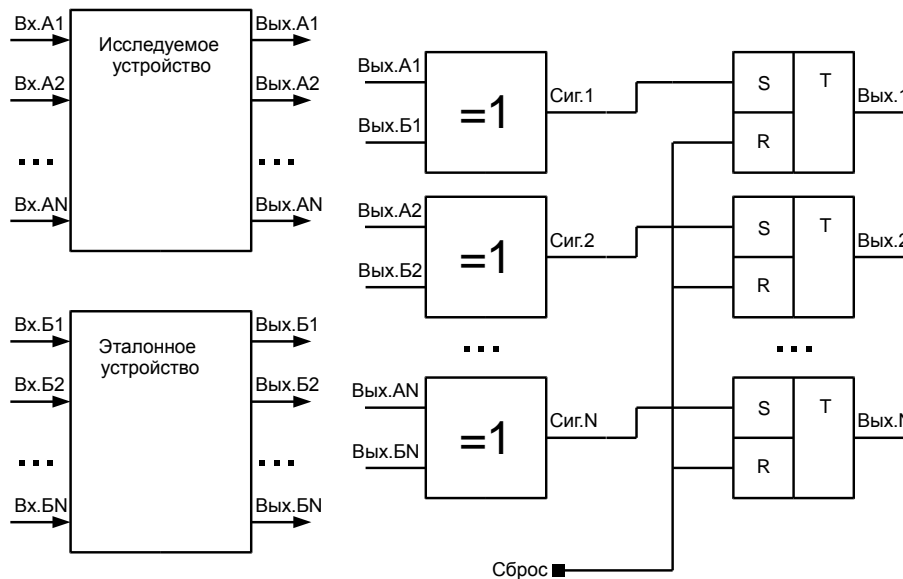 Вх.А1
Исследуемое
устройство
Вых.А1
Вх.А2
Вых.А2
...
...
Вх.АN
Вых.АN
Вх.Б1
Эталонное
устройство
Вых.Б1
Вх.Б2
Вых.Б2
...
...
Вх.БN
Вых.БN
Вых.А1
Вых.Б1
=1
Сиг.1
S
T
R
Вых.1
Вых.А2
Вых.Б2
=1
Сиг.2
S
T
R
Вых.2
...
...
Вых.АN
Вых.БN
=1
Сиг.N
S
T
R
Вых.N
Сброс